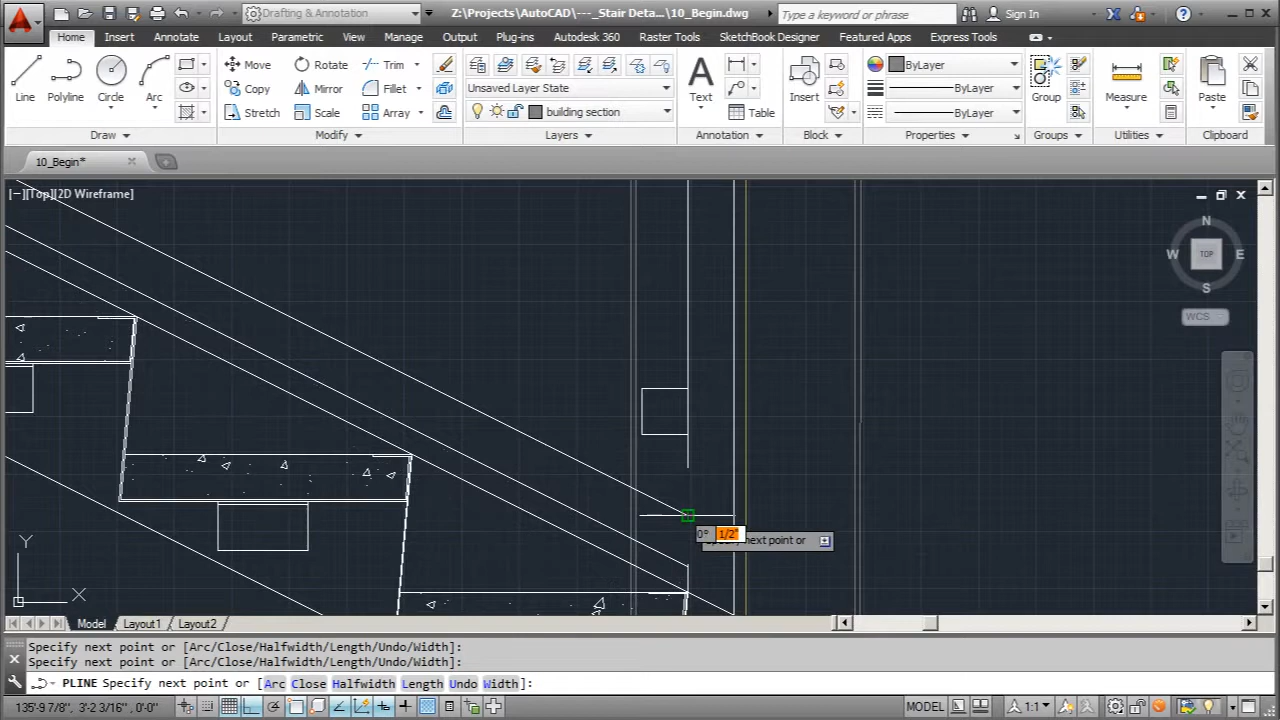 Drafting & Annotation
Z:\Projects\AutoCAD\---_Stair Deta...\10_Begin.dwg
Type a keyword or phrase
Sign In
Home Insert Annotate Layout Parametric View Manage Output Plug-ins Autodesk 360 Raster Tools SketchBook Designer Featured Apps Express Tools
Line Polyline Circle Arc
Move Rotate Trim
Copy Mirror Fillet
Stretch Scale Array
Unsaved Layer State
building section
Text
Table
Insert
ByLayer
ByLayer
ByLayer
Group
Measure
Paste
Draw Modify Layers Annotation Block Properties Groups Utilities Clipboard
10_Begin*
[−][Top][2D Wireframe]
N
W TOP E
S
WCS
0° 1/2"
next point or
Y
X
Model Layout1 Layout2
Specify next point or [Arc/Close/Halfwidth/Length/Undo/Width]:
Specify next point or [Arc/Close/Halfwidth/Length/Undo/Width]:
PLINE Specify next point or [Arc Close Halfwidth Length Undo Width]:
135'-9 7/8", 3'-2 3/16" , 0'-0"
MODEL
1:1